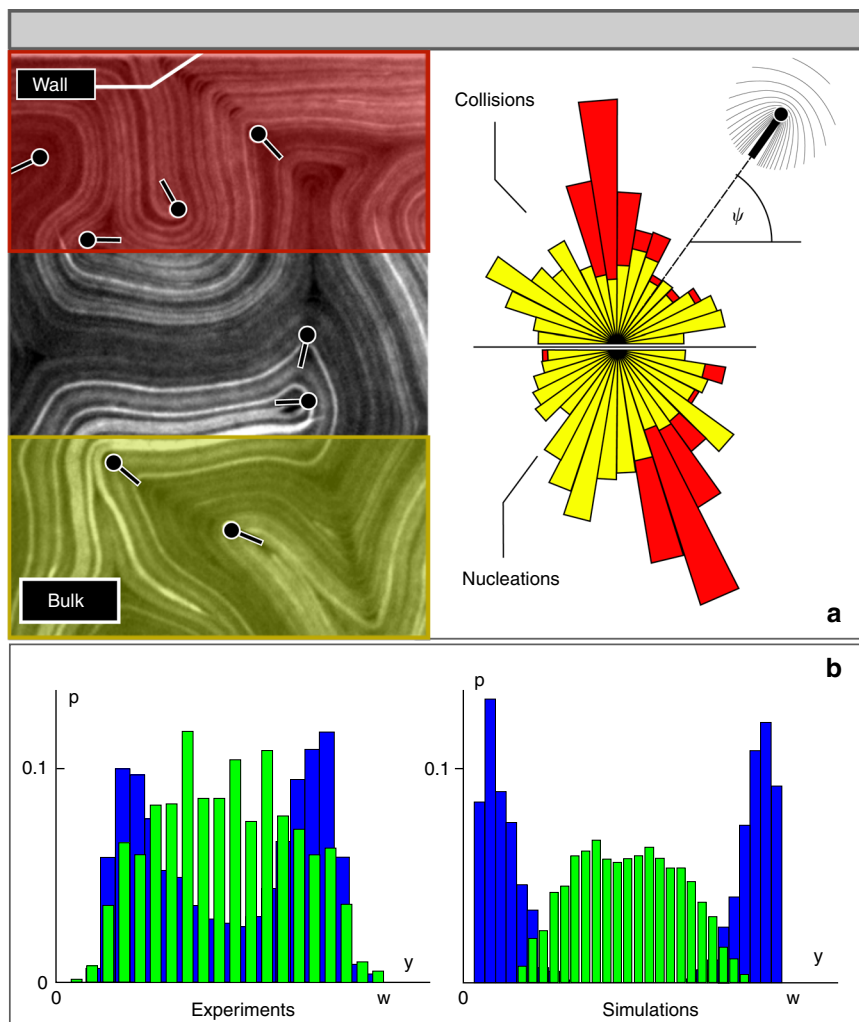 Wall
Collisions
ψ
Nucleations
Bulk
a
b
p
0.1
0
y
0
Experiments
w
p
0.1
y
0
Simulations
w